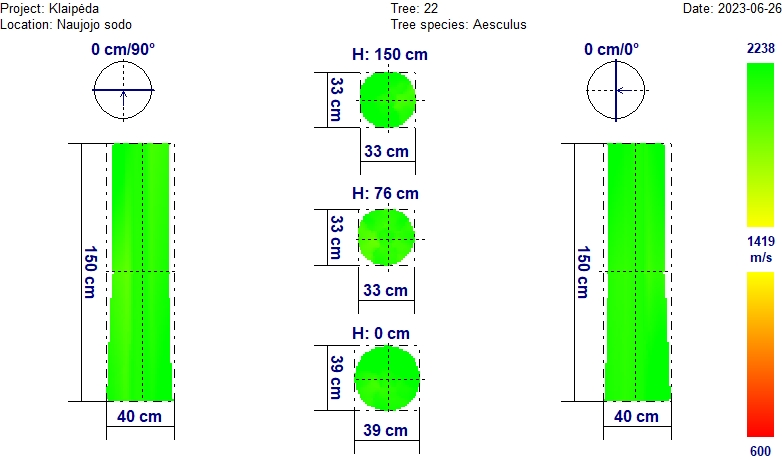 Project: Klaipėda
Tree: 22
Date: 2023-06-26
Location: Naujojo sodo
Tree species: Aesculus
0 cm/90°
H: 150 cm
0 cm/0°
2238
33 cm
33 cm
H: 76 cm
150 cm
33 cm
33 cm
150 cm
1419
m/s
H: 0 cm
39 cm
39 cm
40 cm
40 cm
600